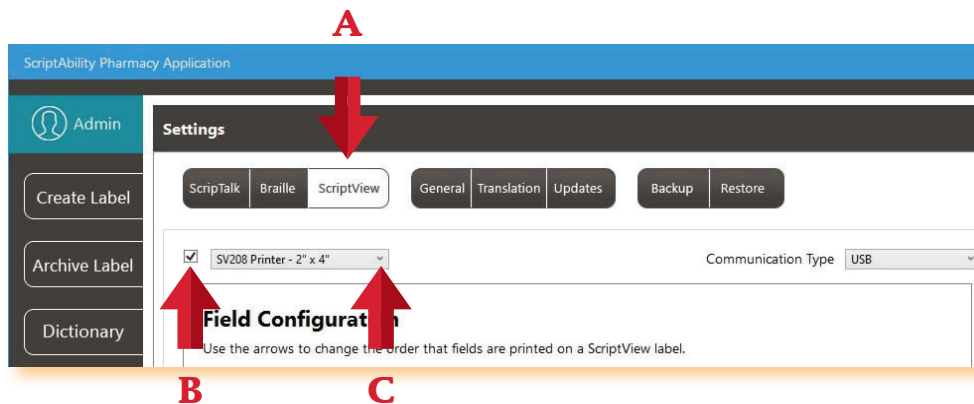 A
ScriptAbility Pharmacy Application
Admin
Settings
ScripTalk Braille ScriptView General Translation Updates Backup Restore
Create Label
SV208 Printer - 2" x 4" Communication Type USB
Archive Label
Field Configuration
Dictionary
Use the arrows to change the order that fields are printed on a ScriptView label.
B C